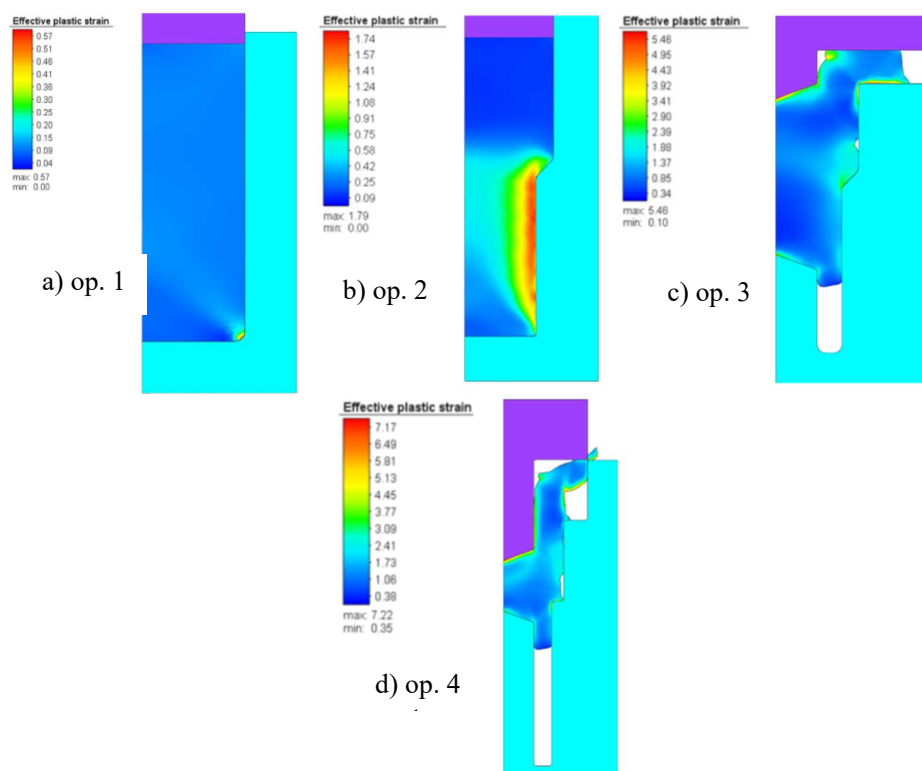 Effective plastic strain
0.57
0.51
0.46
0.41
0.36
0.30
0.25
0.20
0.15
0.09
0.04
max: 0.57
min: 0.00
a) op. 1
Effective plastic strain
1.74
1.57
1.41
1.24
1.08
0.91
0.75
0.58
0.42
0.26
0.09
max: 1.79
min: 0.00
b) op. 2
Effective plastic strain
5.46
4.95
4.43
3.92
3.41
2.90
2.39
1.88
1.37
0.85
0.34
max: 5.46
min: 0.10
c) op. 3
Effective plastic strain
7.17
6.49
5.81
5.13
4.45
3.77
3.09
2.41
1.73
1.06
0.38
max: 7.22
min: 0.35
d) op. 4